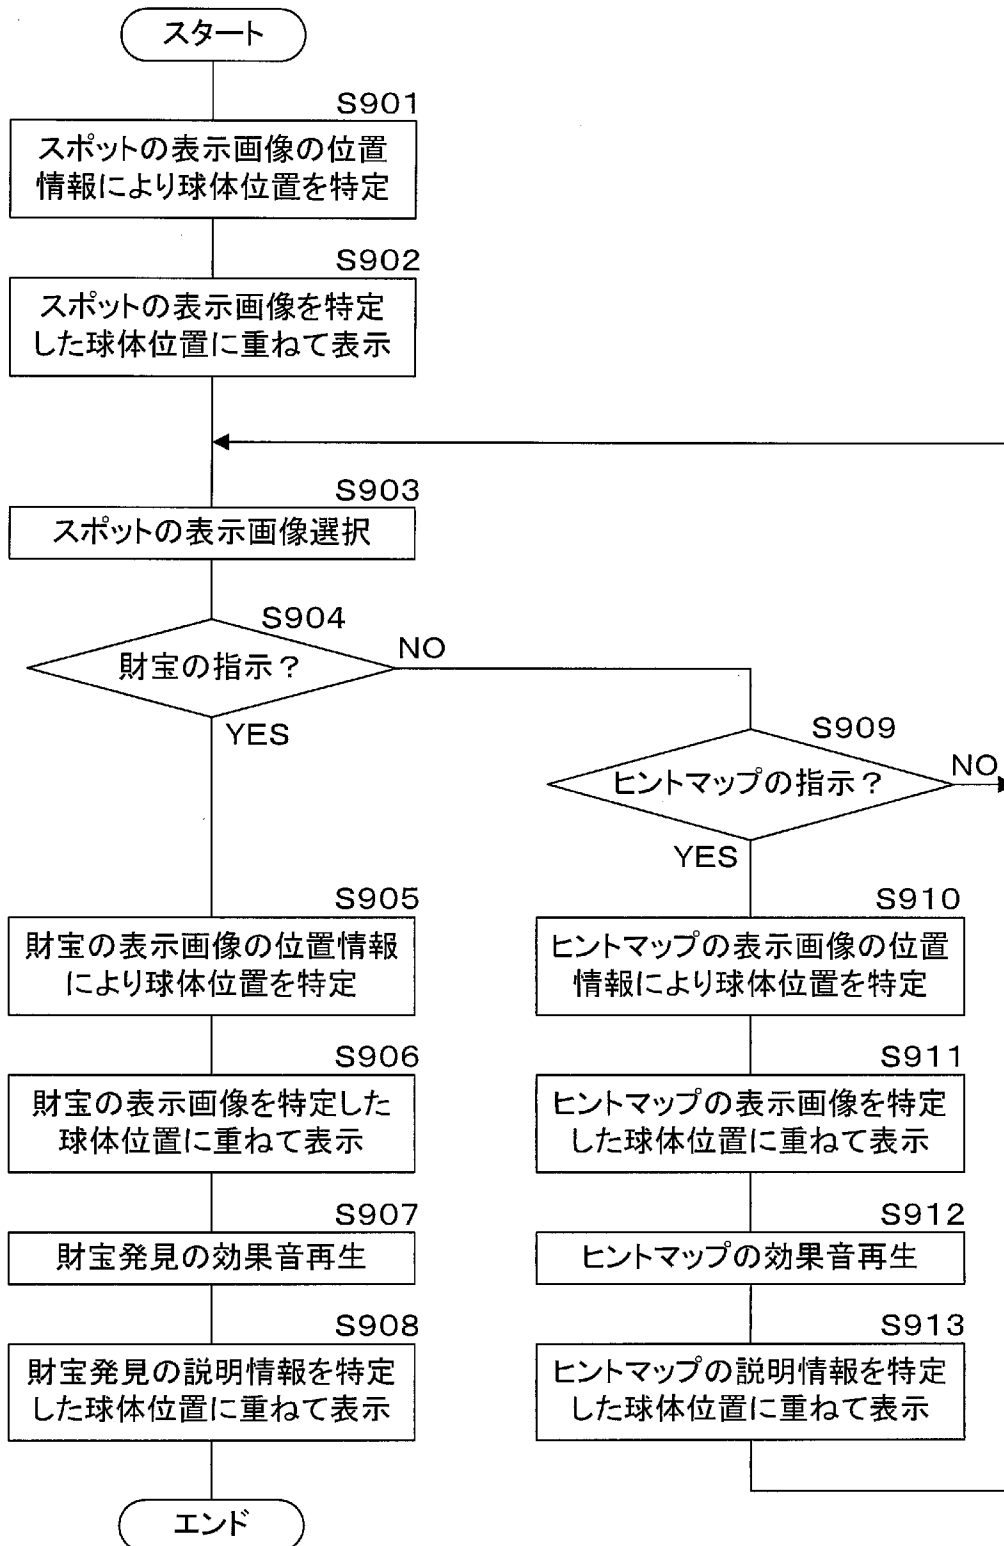 スタート
S901
スポットの表示画像の位置
情報により球体位置を特定
S902
スポットの表示画像を特定
した球体位置に重ねて表示
S903
スポットの表示画像選択
S904
財宝の指示？
NO
YES
S909
ヒントマップの指示？
NO
YES
S905
財宝の表示画像の位置情報
により球体位置を特定
S906
財宝の表示画像を特定した
球体位置に重ねて表示
S907
財宝発見の効果音再生
S908
財宝発見の説明情報を特定
した球体位置に重ねて表示
エンド
S910
ヒントマップの表示画像の位置
情報により球体位置を特定
S911
ヒントマップの表示画像を特定
した球体位置に重ねて表示
S912
ヒントマップの効果音再生
S913
ヒントマップの説明情報を特定
した球体位置に重ねて表示